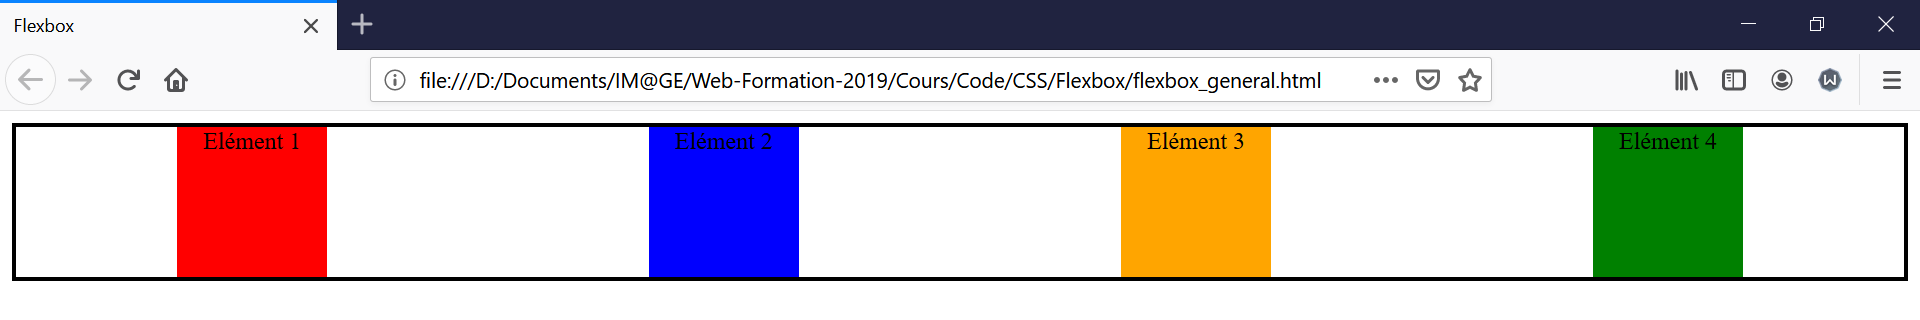 Flexbox
file:///D:/Documents/IM@GE/Web-Formation-2019/Cours/Code/CSS/Flexbox/flexbox_general.html
Elément 1 Elément 2 Elément 3 Elément 4